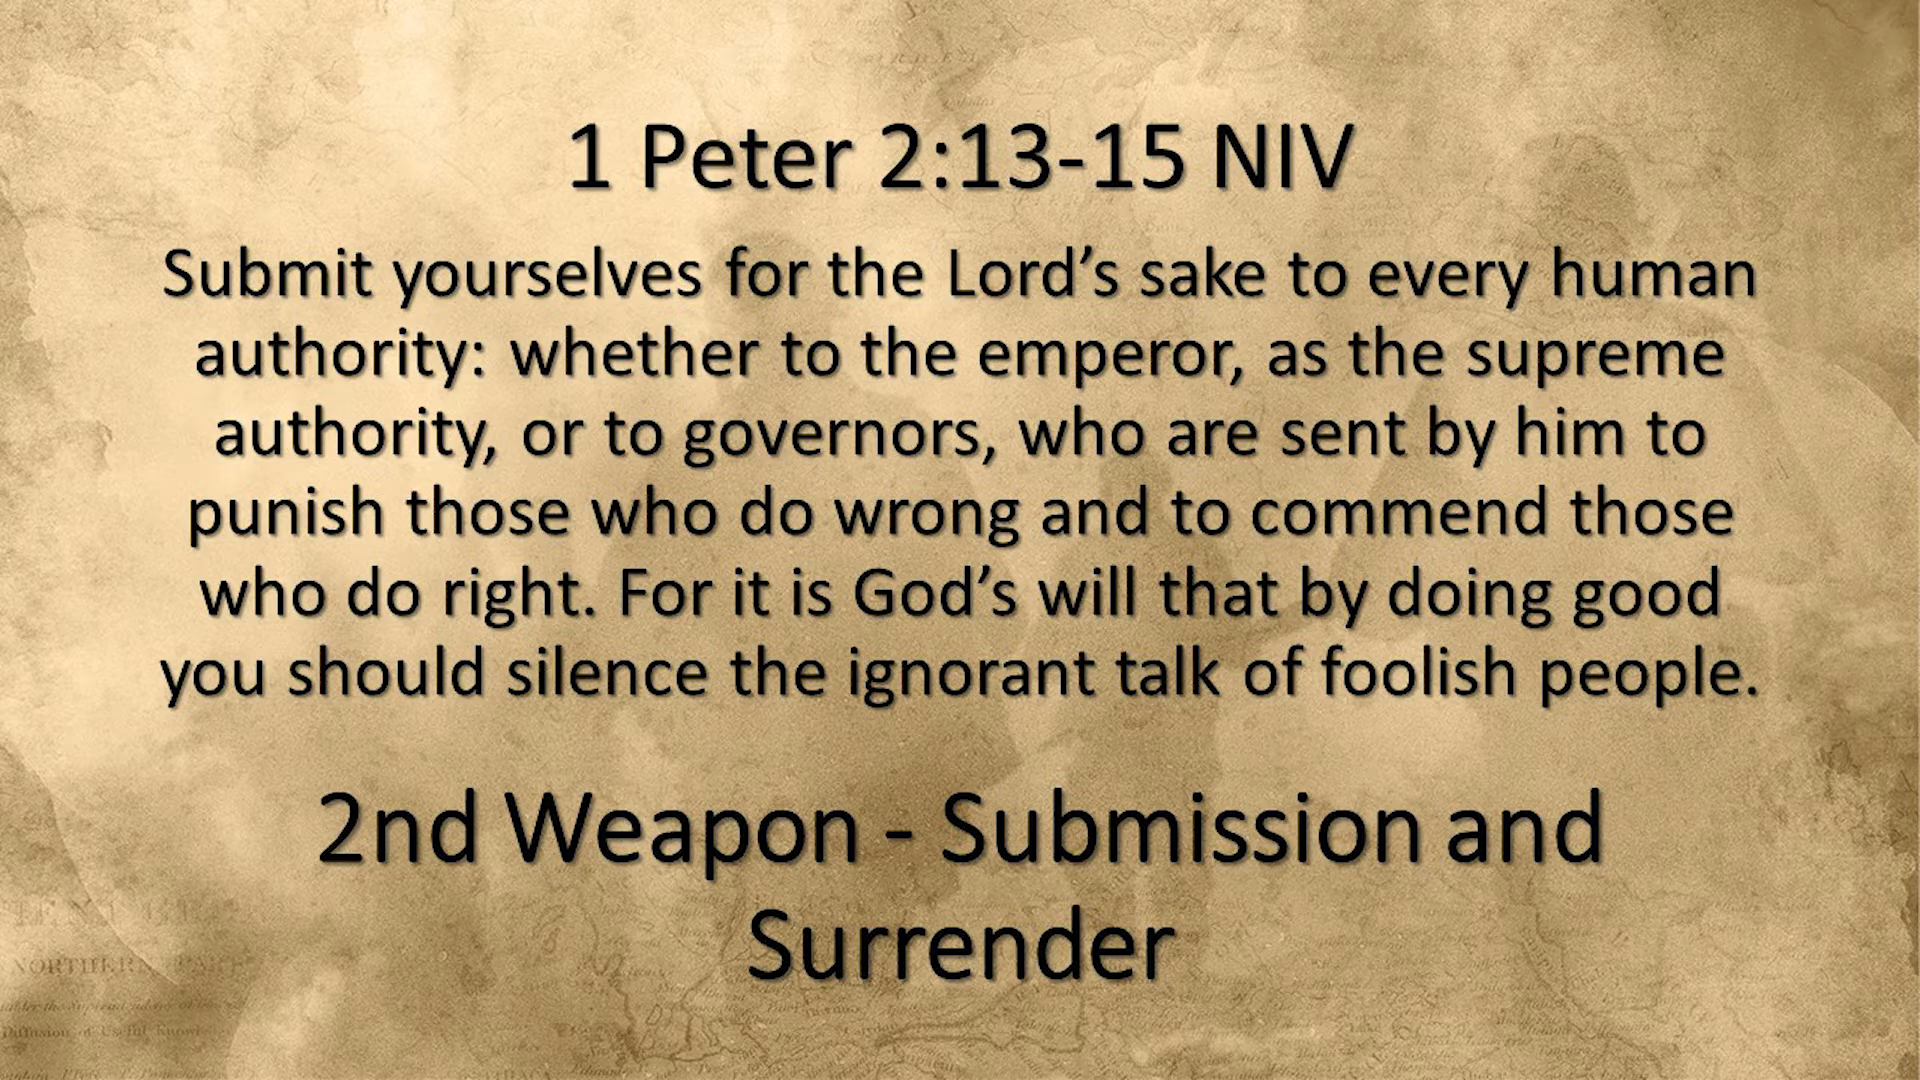 1 Peter 2:13-15 NIV
Submit yourselves for the Lord’s sake to every human
authority: whether to the emperor, as the supreme
authority, or to governors, who are sent by him to
punish those who do wrong and to commend those
who do right. For it is God’s will that by doing good
you should silence the ignorant talk of foolish people.
2nd Weapon - Submission and
Surrender
NORTHERN PART